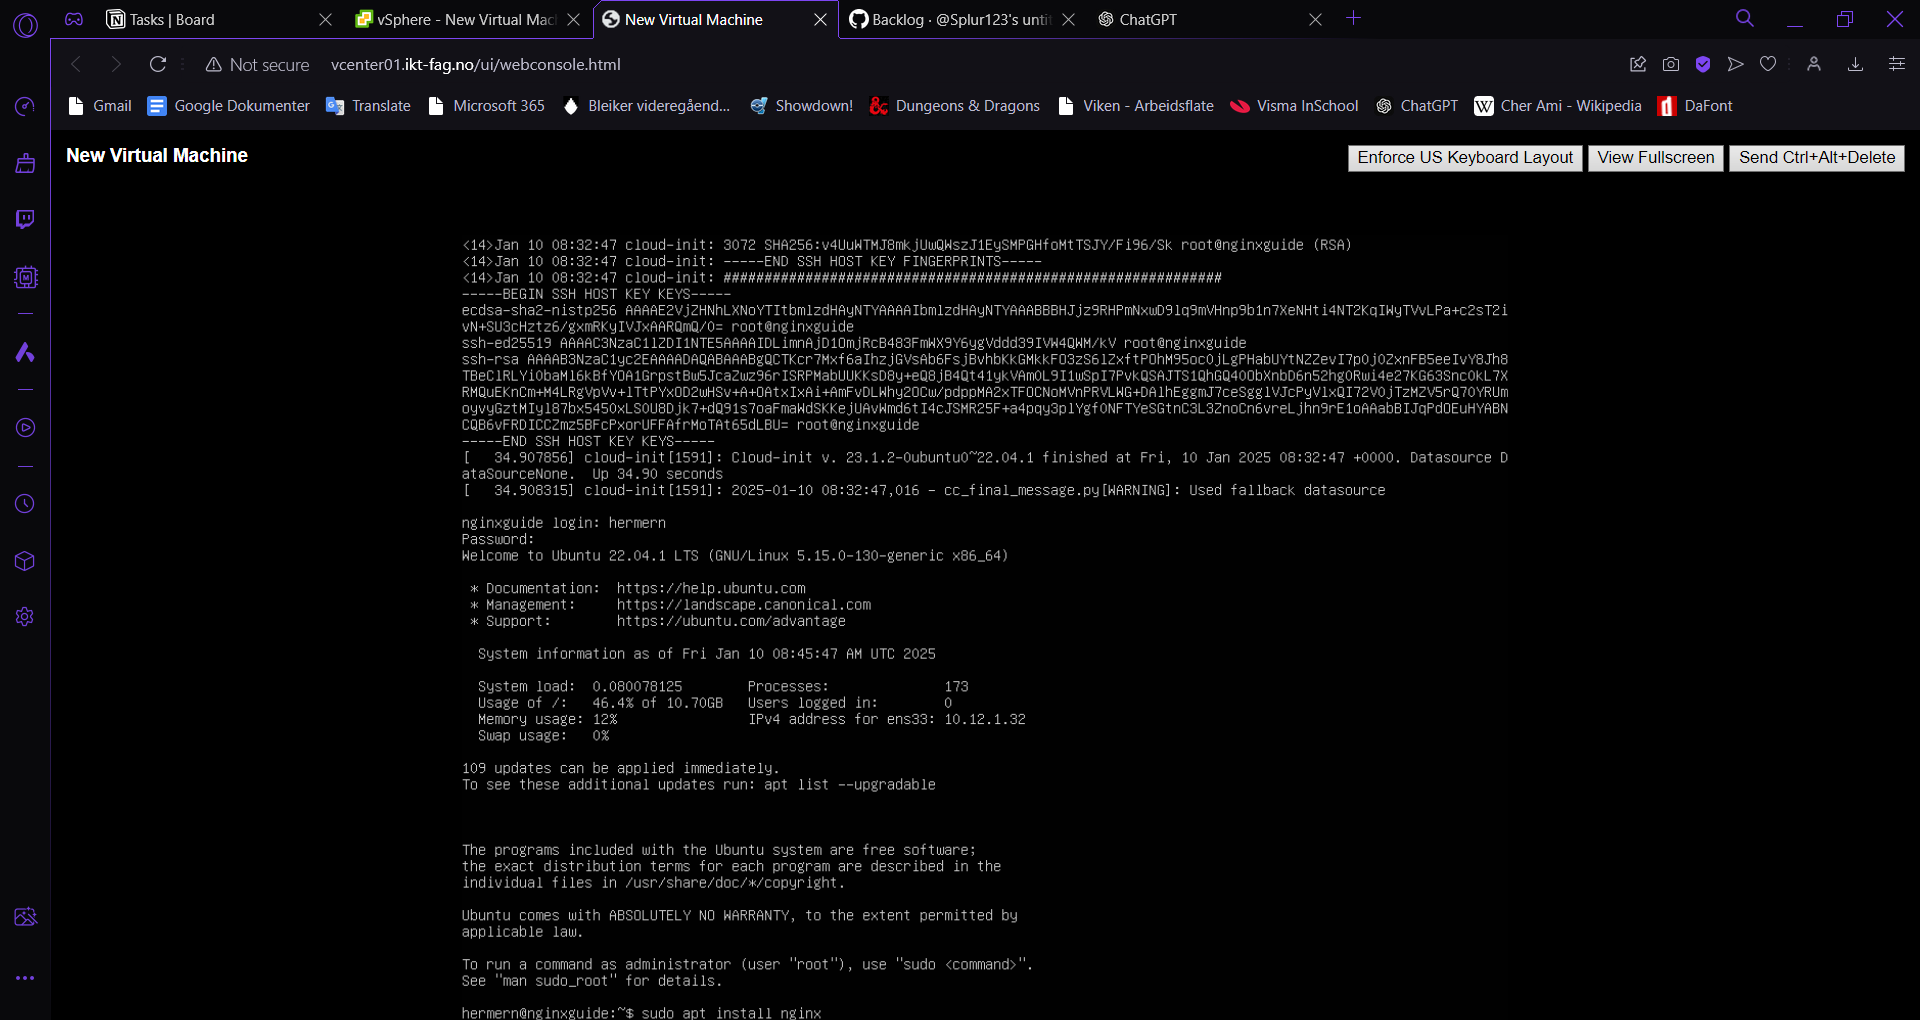 Tasks | Board
vSphere - New Virtual Mac
New Virtual Machine
Backlog · @Splur123's unti
ChatGPT
Not secure
vcenter01.ikt-fag.no/ui/webconsole.html
Gmail
Google Dokumenter
Translate
Microsoft 365
Bleiker videregåend...
Showdown!
Dungeons & Dragons
Viken - Arbeidsflate
Visma InSchool
ChatGPT
Cher Ami - Wikipedia
DaFont
New Virtual Machine
Enforce US Keyboard Layout
View Fullscreen
Send Ctrl+Alt+Delete
<14>Jan 10 08:32:47 cloud-init: 3072 SHA256:v4UuWTMJ8mkjUwQWszJ1EySMPGHfoMtTSJY/Fi96/Sk root@nginxguide (RSA)
<14>Jan 10 08:32:47 cloud-init: -----END SSH HOST KEY FINGERPRINTS-----
<14>Jan 10 08:32:47 cloud-init: #############################################################
-----BEGIN SSH HOST KEY KEYS-----
ecdsa-sha2-nistp256 
root@nginxguide
ssh-ed25519 AAAAC3NzaC1lZDI1NTE5AAAAIDLimnAjD1OmjRcB483FmWX9Y6ygVddd39IVW4QWM/kV root@nginxguide
ssh-rsa
root@nginxguide
-----END SSH HOST KEY KEYS-----
[   34.907856] cloud-init[1591]: Cloud-init v. 23.1.2-0ubuntu0~22.04.1 finished at Fri, 10 Jan 2025 08:32:47 +0000. Datasource D
ataSourceNone.  Up 34.90 seconds
[   34.908315] cloud-init[1591]: 2025-01-10 08:32:47,016 - cc_final_message.py[WARNING]: Used fallback datasource
nginxguide login: hermern
Password:
Welcome to Ubuntu 22.04.1 LTS (GNU/Linux 5.15.0-130-generic x86_64)
* Documentation:  https://help.ubuntu.com
* Management:     https://landscape.canonical.com
* Support:        https://ubuntu.com/advantage
System information as of Fri Jan 10 08:45:47 AM UTC 2025
System load:  0.080078125        Processes:              173
Usage of /:   46.4% of 10.70GB   Users logged in:        0
Memory usage: 12%                IPv4 address for ens33: 10.12.1.32
Swap usage:   0%
109 updates can be applied immediately.
To see these additional updates run: apt list --upgradable
The programs included with the Ubuntu system are free software;
the exact distribution terms for each program are described in the
individual files in /usr/share/doc/*/copyright.
Ubuntu comes with ABSOLUTELY NO WARRANTY, to the extent permitted by
applicable law.
To run a command as administrator (user "root"), use "sudo <command>".
See "man sudo_root" for details.
hermern@nginxguide:~$ sudo apt install nginx